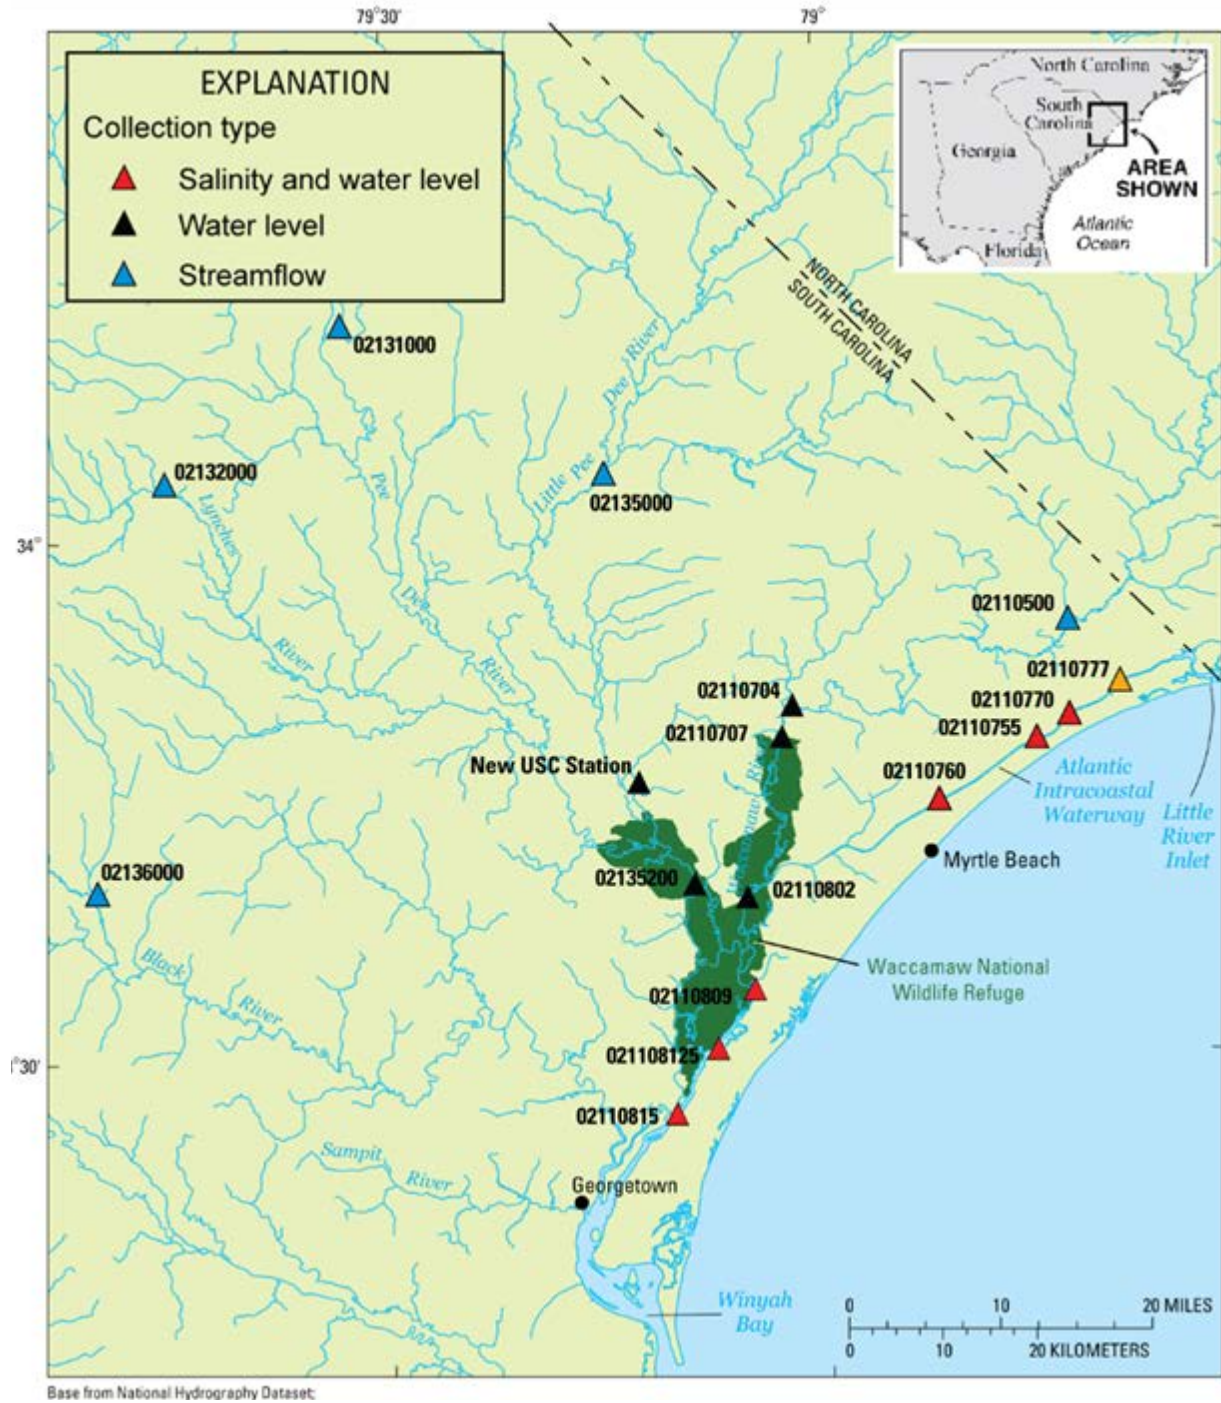 79°30'
79°
EXPLANATION
Collection type
Salinity and water level
Water level
Streamflow
North Carolina
South
Carolina
Georgia
AREA
SHOWN
Atlantic
Ocean
Florida
NORTH CAROLINA
SOUTH CAROLINA
02131000
Dee River
02132000
Lynches
Pee
Little Pee
02135000
34°
Dee
02110500
River
River
02110777
02110704
02110770
02110707
02110755
New USC Station
02110760
Atlantic
Intracoastal
Waterway
Little
River
Inlet
Waccamaw River
Myrtle Beach
02136000
02135200
02110802
Black
River
Waccamaw National
Wildlife Refuge
02110809
021108125
°30'
02110815
Sampit
River
Georgetown
Winyah
Bay
0 10 20 MILES
0 10 20 KILOMETERS
Base from National Hydrography Dataset;